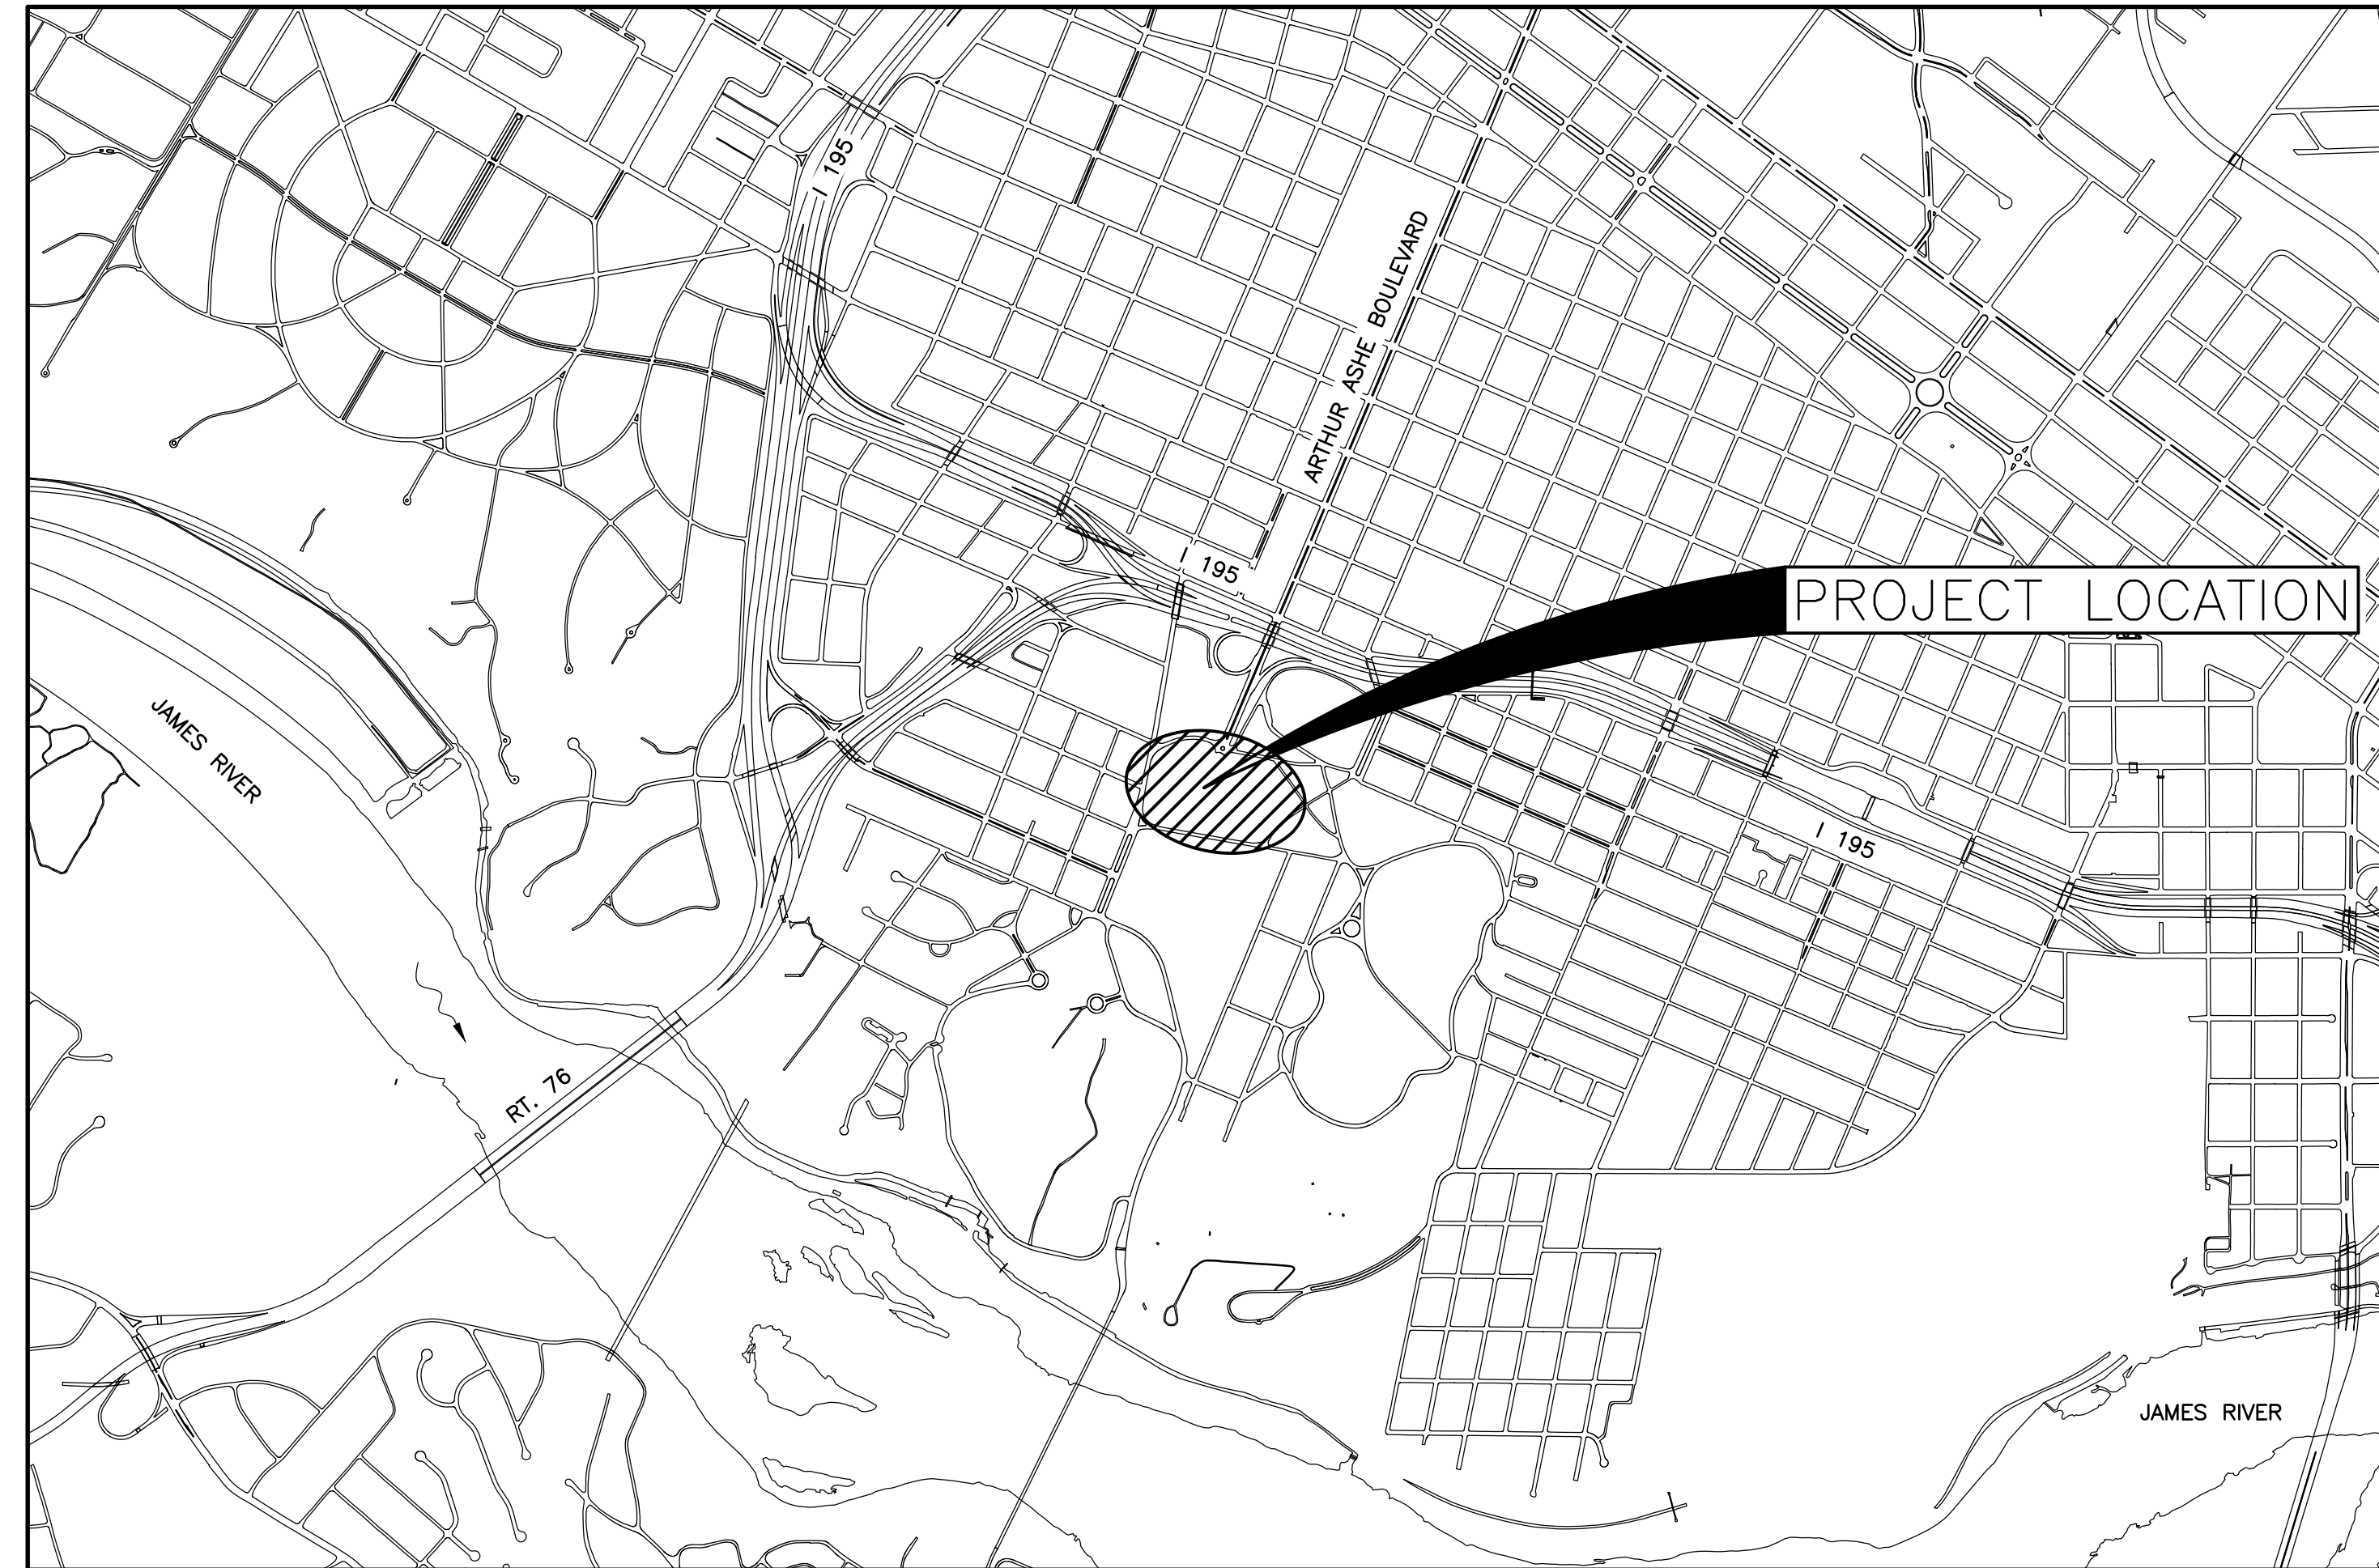 I 195
ARTHUR ASHE BOULEVARD
I 195
PROJECT LOCATION
JAMES RIVER
I 195
RT. 76
JAMES RIVER